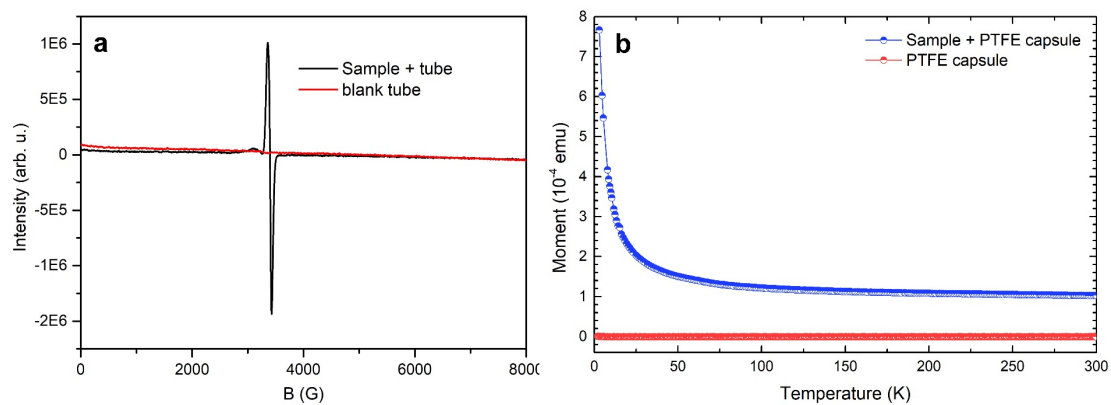 a
Sample + tube
blank tube
1E6
5E5
0
-5E5
-1E6
-2E6
Intensity (arb. u.)
0
2000
4000
6000
8000
B (G)
b
Sample + PTFE capsule
PTFE capsule
8
7
6
5
4
3
2
1
0
Moment (10⁻⁴ emu)
0
50
100
150
200
250
300
Temperature (K)